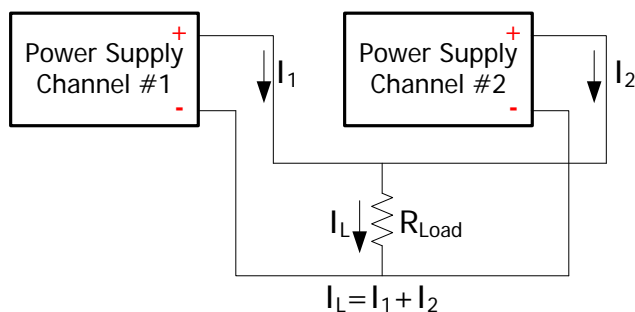 Power Supply
Channel #1
+
-
I1
Power Supply
Channel #2
+
-
I2
IL
RLoad
IL=I1+I2